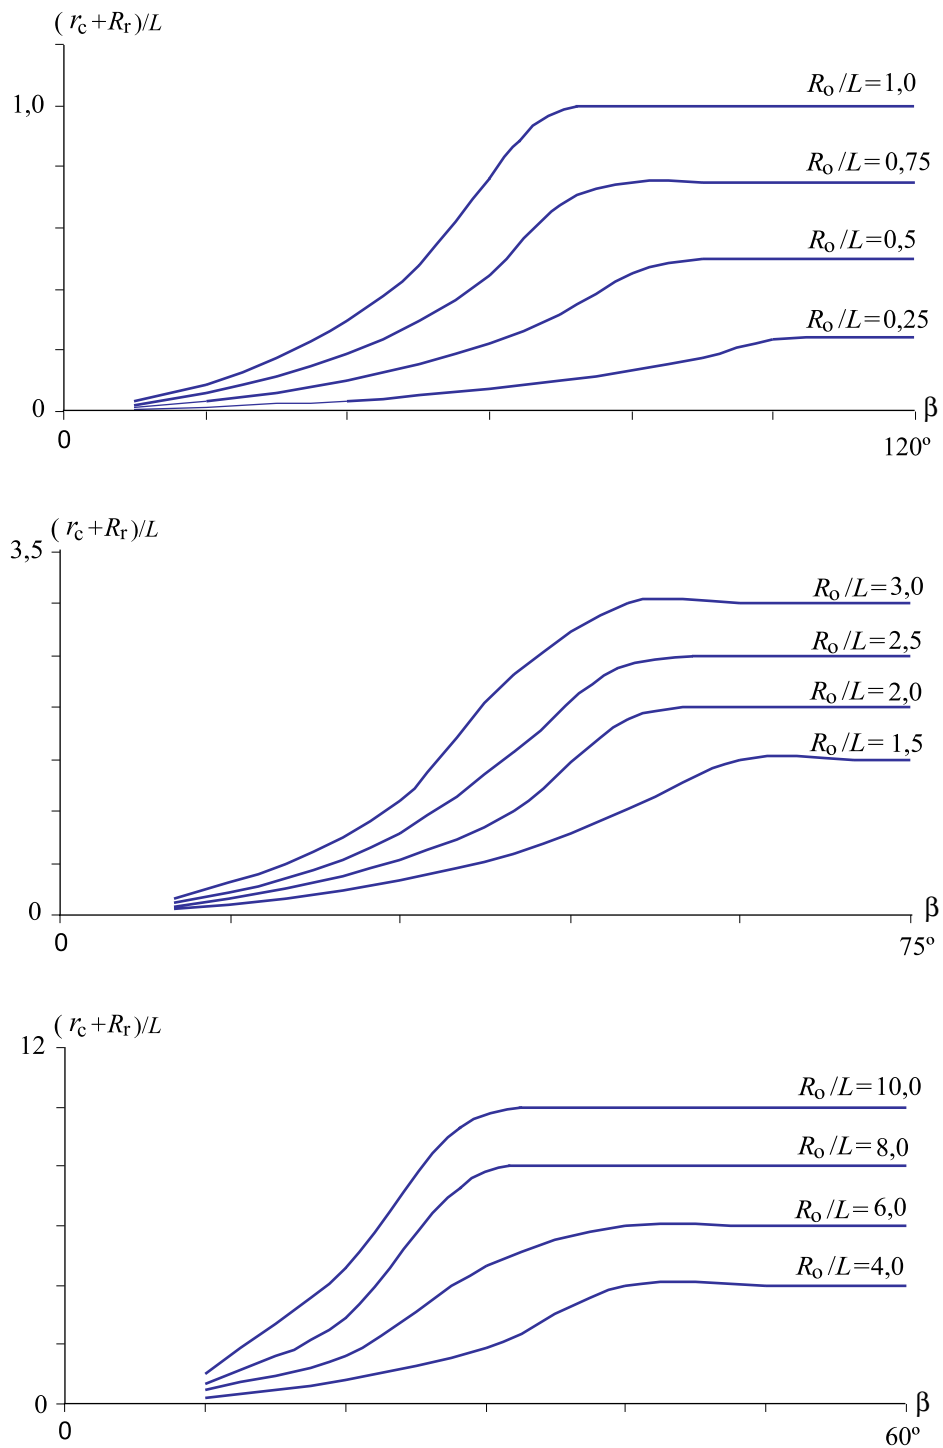 (rc+Rr)/L
Ro/L=1,0
1,0
Ro/L=0,75
Ro/L=0,5
Ro/L=0,25
0
β
0
120º
(rc+Rr)/L
3,5
Ro/L=3,0
Ro/L=2,5
Ro/L=2,0
Ro/L=1,5
0
β
0
75º
(rc+Rr)/L
12
Ro/L=10,0
Ro/L=8,0
Ro/L=6,0
Ro/L=4,0
0
β
0
60º